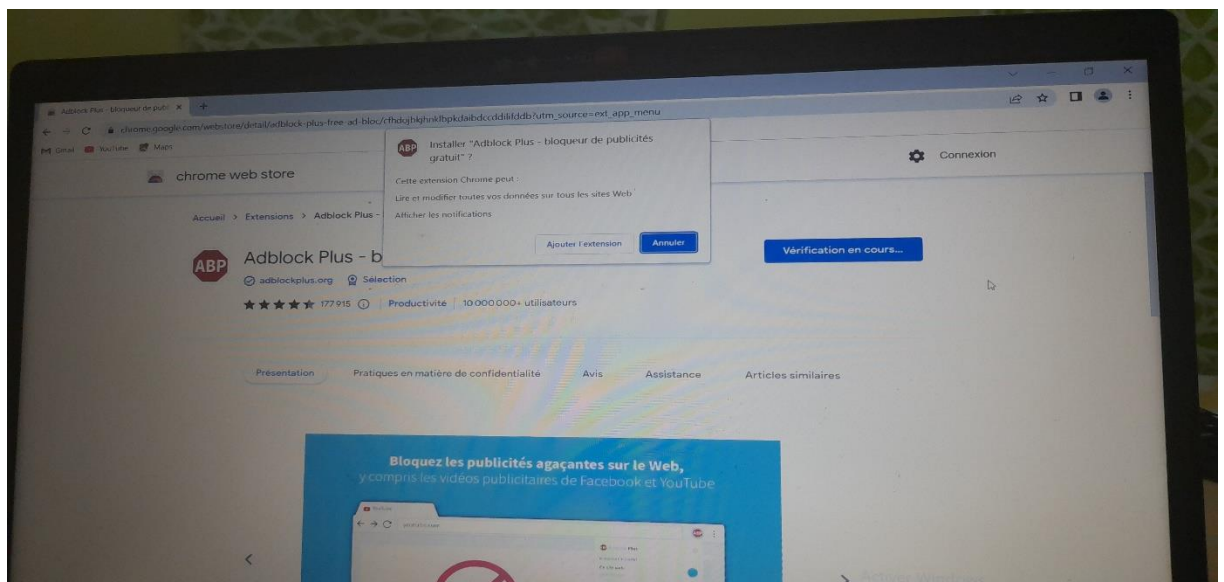 Adblock Plus - bloqueur de publi
chrome.google.com/webstore/detail/adblock-plus-free-ad-bloc/cfhdojbkjhnklbpkdaibdccddilifddb?utm_source=ext_app_menu
Gmail YouTube Maps
chrome web store
Connexion
ABP
Installer "Adblock Plus - bloqueur de publicités
gratuit" ?
Cette extension Chrome peut :
Lire et modifier toutes vos données sur tous les sites Web
Afficher les notifications
Ajouter l'extension
Annuler
Accueil > Extensions > Adblock Plus -
ABP
Adblock Plus - b
Vérification en cours...
adblockplus.org Sélection
177 915 Productivité 10 000 000+ utilisateurs
Présentation Pratiques en matière de confidentialité Avis Assistance Articles similaires
Bloquez les publicités agaçantes sur le Web,
y compris les vidéos publicitaires de Facebook et YouTube
YouTube
ABP
Plus